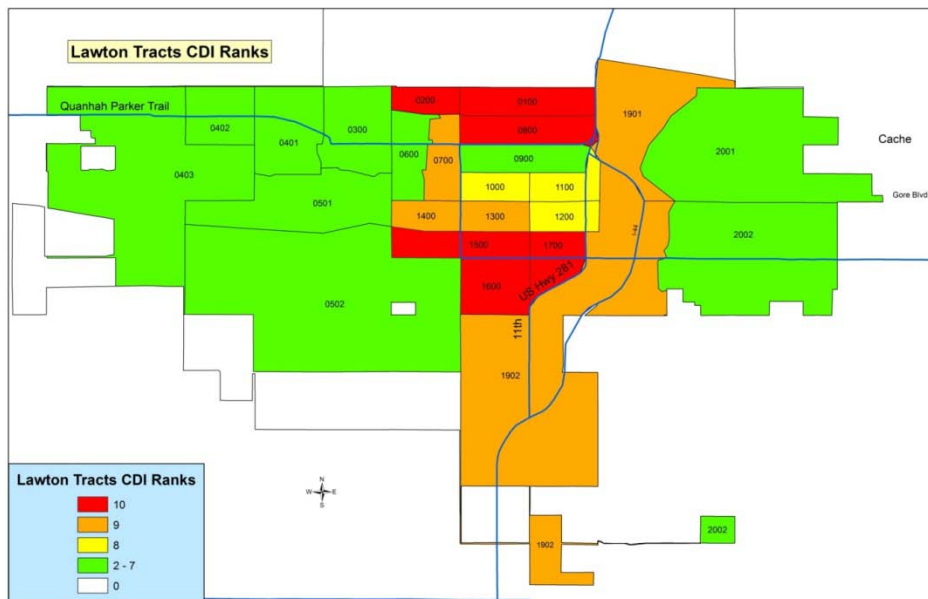 Lawton Tracts CDI Ranks
Quanhah Parker Trail
0200
0100
1901
0402
0401
0300
0600
0700
0800
0900
2001
Cache
0403
1000
1100
Gore Blvd
0501
1400
1300
1200
I-44
2002
1500
1700
0502
1600
US Hwy 281
11th
1902
Lawton Tracts CDI Ranks
10
9
8
2 - 7
0
N
W E
S
1902
2002